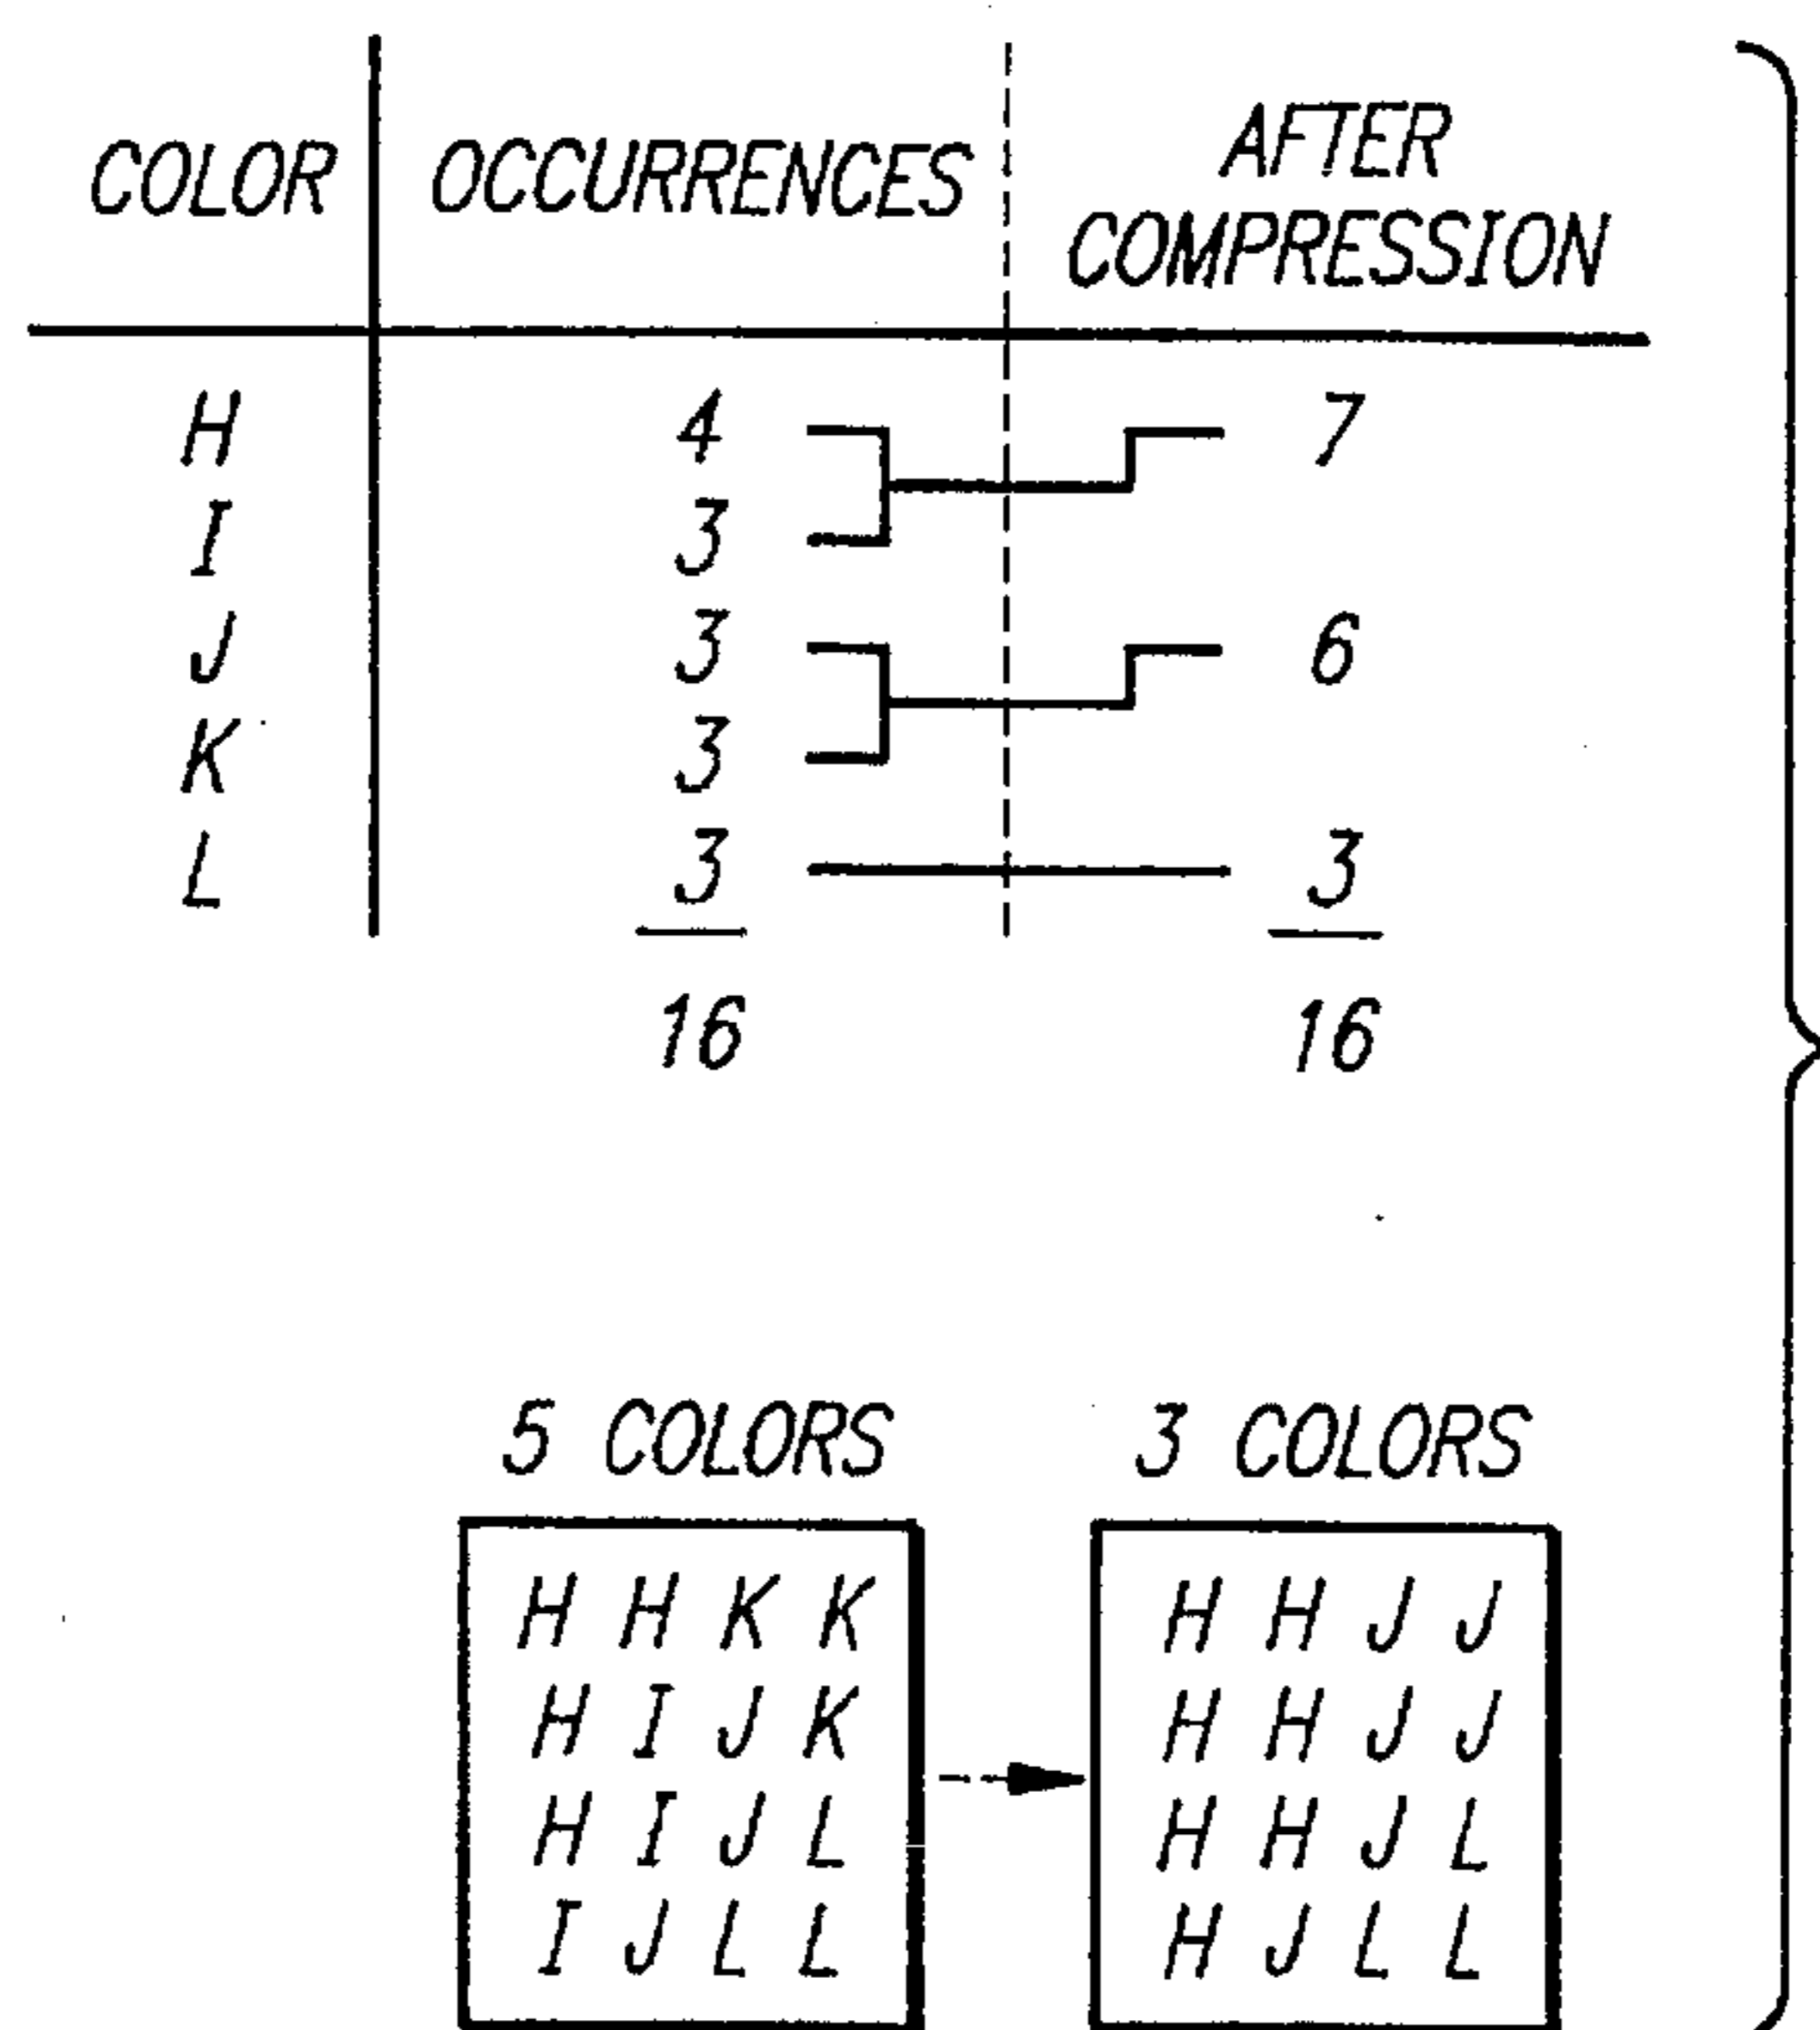 COLOR OCCURRENCES AFTER COMPRESSION
H 4 7
I 3
J 3 6
K 3
L 3 3
16 16
5 COLORS 3 COLORS
H H K K H H J J
H I J K H H J J
H I J L H H J L
I J L L H J L L